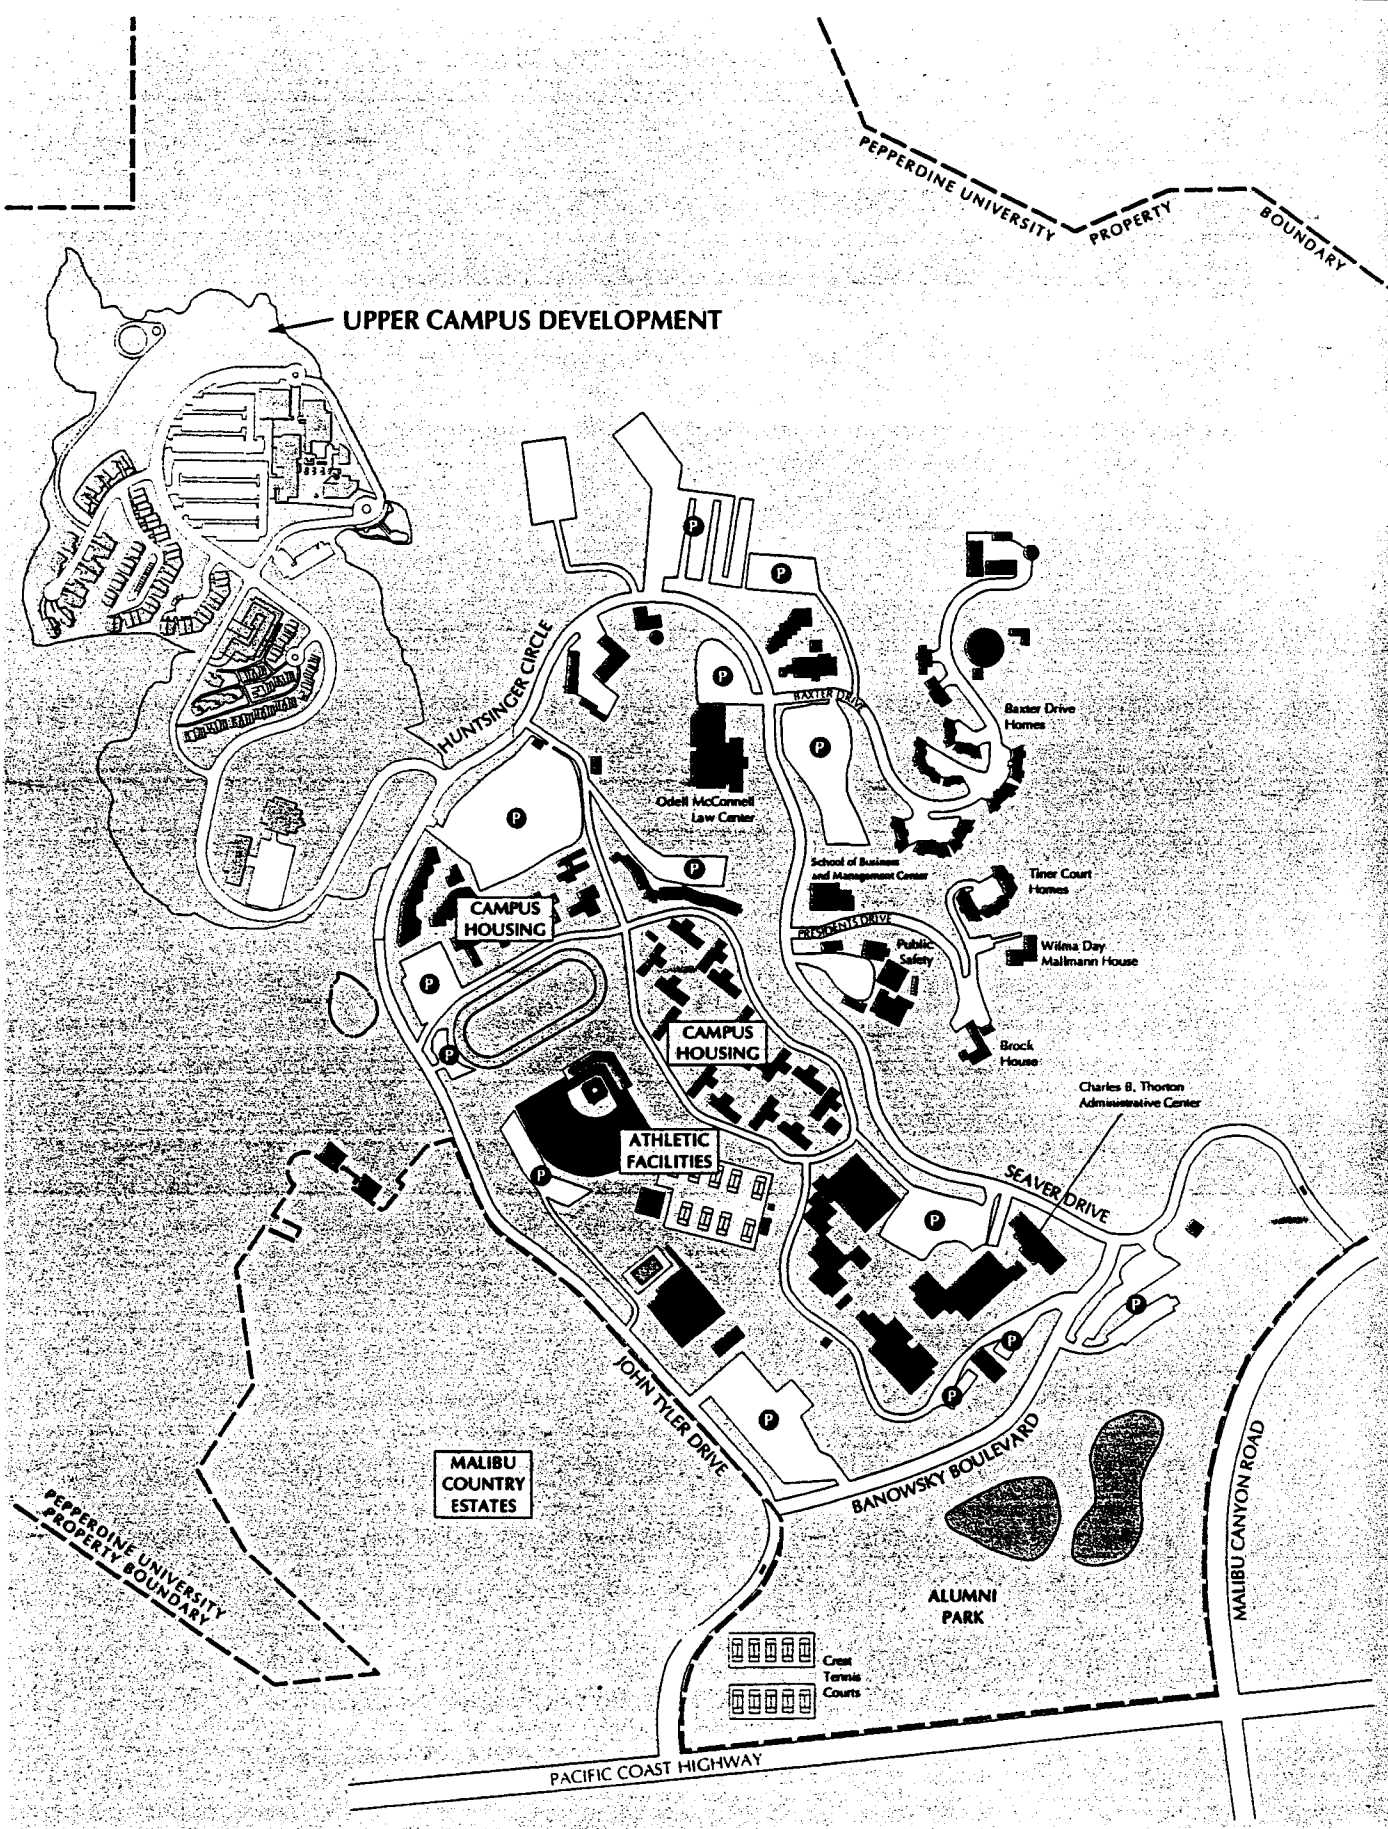 PEPPERDINE UNIVERSITY
PROPERTY
BOUNDARY
UPPER CAMPUS DEVELOPMENT
P
P
HUNTSINGER CIRCLE
P
BAXTER DRIVE
Baxter Drive
Homes
P
P
Odell McConnell
Law Center
P
School of Business
and Management Center
Tiner Court
Homes
CAMPUS
HOUSING
PRESIDENTS DRIVE
Public
Safety
Wilma Day
Mallmann House
P
CAMPUS
HOUSING
P
Brock
House
Charles B. Thorton
Administrative Center
ATHLETIC
FACILITIES
P
SEAVER DRIVE
P
P
P
JOHN TYLER DRIVE
P
P
BANOWSKY BOULEVARD
MALIBU CANYON ROAD
MALIBU
COUNTRY
ESTATES
PEPPERDINE UNIVERSITY
PROPERTY BOUNDARY
ALUMNI
PARK
Crest
Tennis
Courts
PACIFIC COAST HIGHWAY